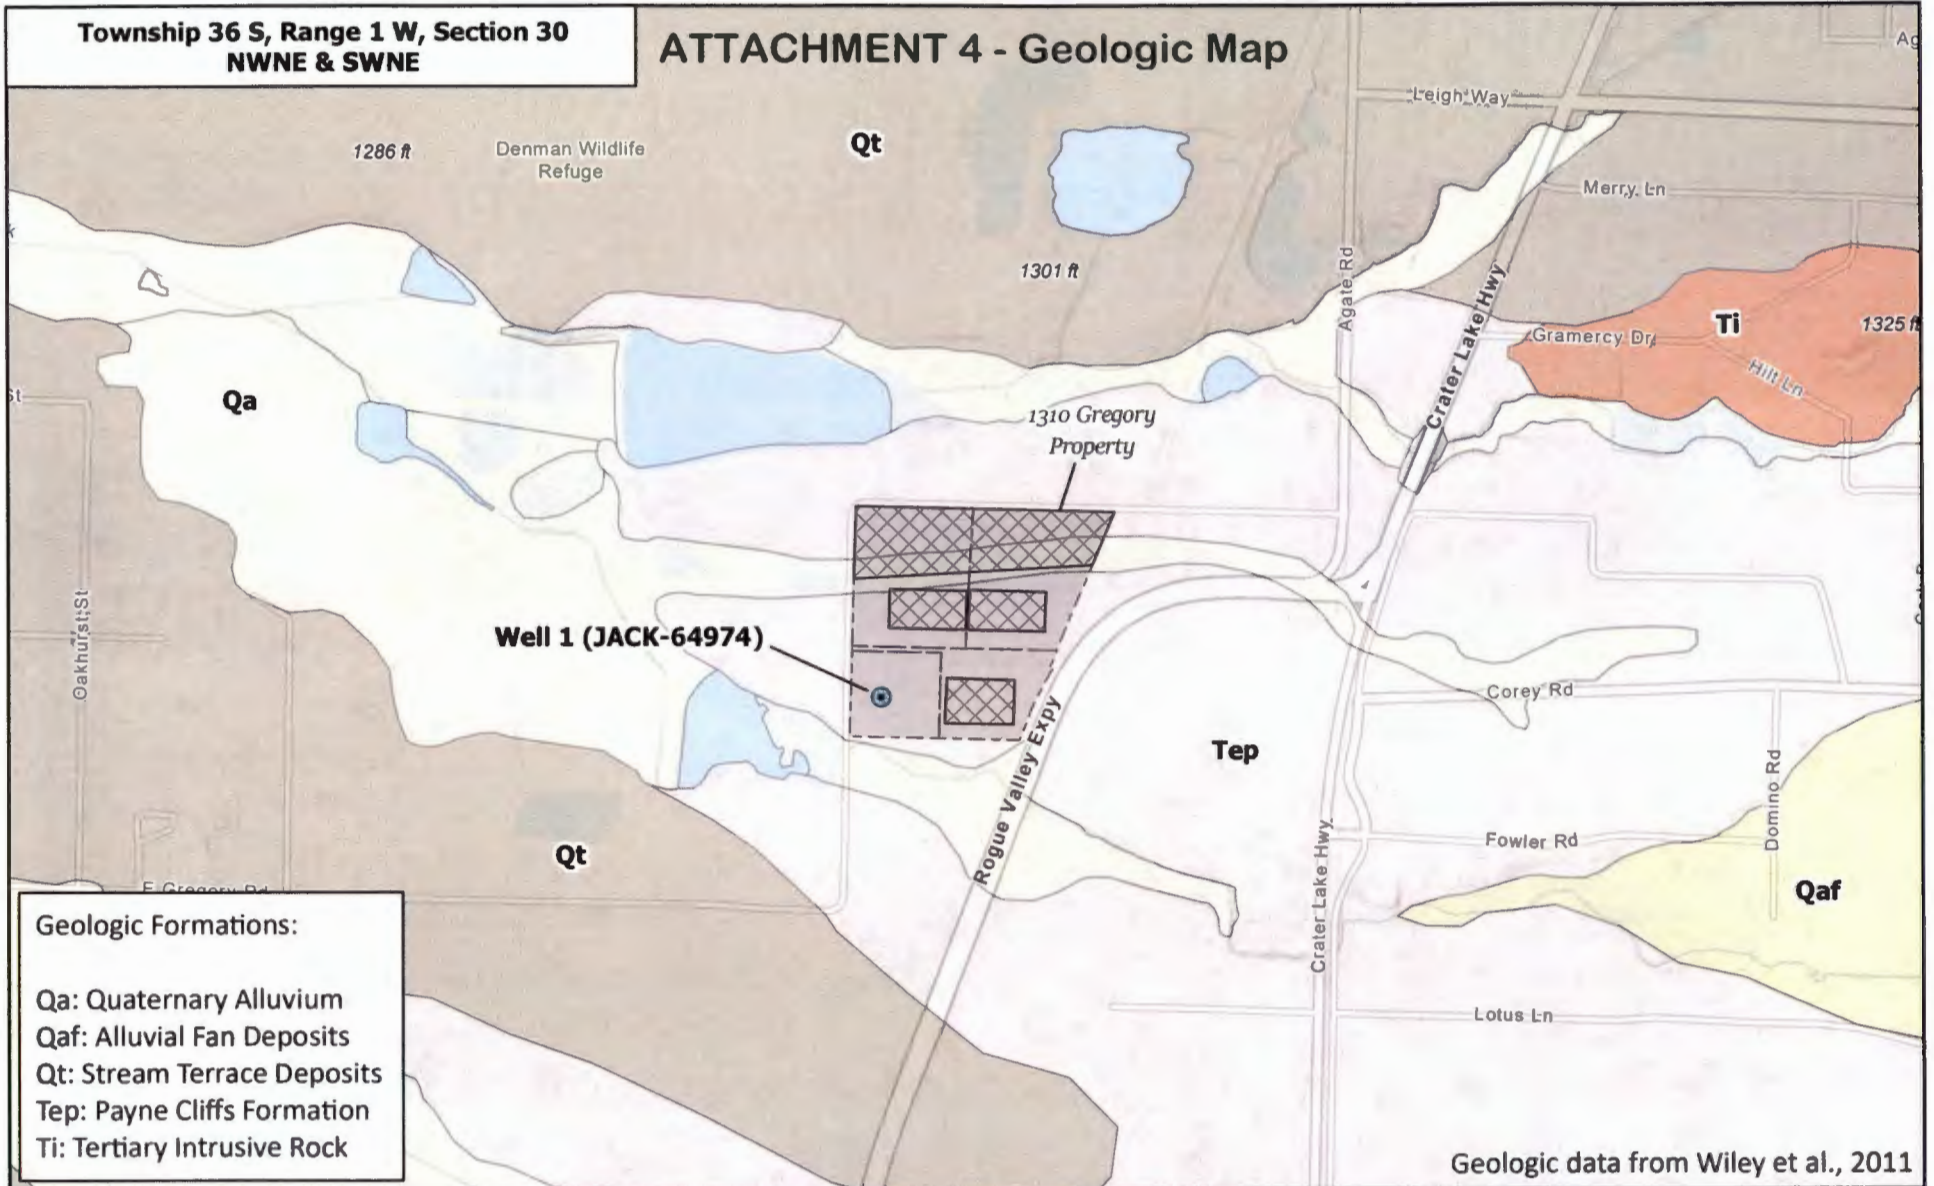 Township 36 S, Range 1 W, Section 30
NWNE & SWNE
ATTACHMENT 4 - Geologic Map
Leigh Way
1286 ft
Denman Wildlife
Refuge
Qt
Merry Ln
1301 ft
Agate Rd
Crater Lake Hwy
Ti
1325 ft
Gramercy Dr
Hilt Ln
Qa
1310 Gregory
Property
Oakhurst St
Well 1 (JACK-64974)
Corey Rd
Rogue Valley Expy
Tep
Domino Rd
Fowler Rd
Qt
Qaf
Crater Lake Hwy
E Gregory Rd
Lotus Ln
Geologic Formations:
Qa: Quaternary Alluvium
Qaf: Alluvial Fan Deposits
Qt: Stream Terrace Deposits
Tep: Payne Cliffs Formation
Ti: Tertiary Intrusive Rock
Geologic data from Wiley et al., 2011